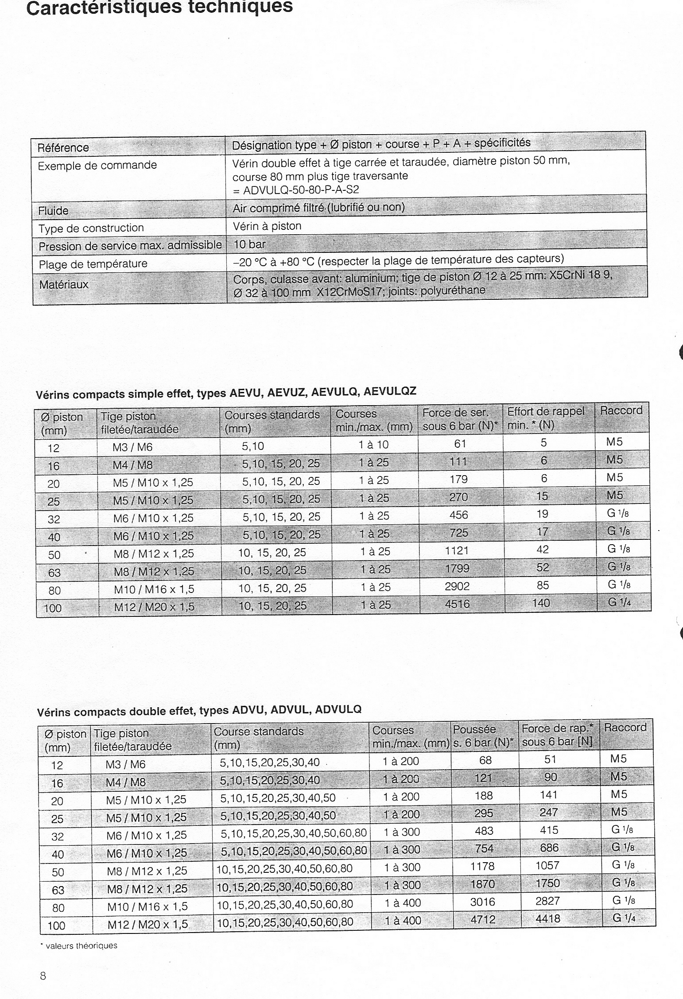 Caractéristiques techniques
Référence Désignation type + Ø piston + course + P + A + spécificités
Exemple de commande Vérin double effet à tige carrée et taraudée, diamètre piston 50 mm,
course 80 mm plus tige traversante
= ADVULQ-50-80-P-A-S2
Fluide Air comprimé filtré (lubrifié ou non)
Type de construction Vérin à piston
Pression de service max. admissible 10 bar
Plage de température –20 °C à +80 °C (respecter la plage de température des capteurs)
Matériaux Corps, culasse avant: aluminium; tige de piston Ø 12 à 25 mm: X5CrNi 18 9,
Ø 32 à 100 mm X12CrMoS17; joints: polyuréthane
Vérins compacts simple effet, types AEVU, AEVUZ, AEVULQ, AEVULQZ
Ø piston Tige piston Courses standards Courses Force de ser. Effort de rappel Raccord
(mm) filetée/taraudée (mm) min./max. (mm) sous 6 bar (N)* min. * (N)
12 M3 / M6 5,10 1 à 10 61 5 M5
16 M4 / M8 5,10, 15, 20, 25 1 à 25 111 6 M5
20 M5 / M10 x 1,25 5,10, 15, 20, 25 1 à 25 179 6 M5
25 M5 / M10 x 1,25 5,10, 15, 20, 25 1 à 25 270 15 M5
32 M6 / M10 x 1,25 5,10, 15, 20, 25 1 à 25 456 19 G 1/8
40 M6 / M10 x 1,25 5,10, 15, 20, 25 1 à 25 725 17 G 1/8
50 M8 / M12 x 1,25 10, 15, 20, 25 1 à 25 1121 42 G 1/8
63 M8 / M12 x 1,25 10, 15, 20, 25 1 à 25 1799 52 G 1/8
80 M10 / M16 x 1,5 10, 15, 20, 25 1 à 25 2902 85 G 1/8
100 M12 / M20 x 1,5 10, 15, 20, 25 1 à 25 4516 140 G 1/4
Vérins compacts double effet, types ADVU, ADVUL, ADVULQ
Ø piston Tige piston Course standards Courses Poussée Force de rap.* Raccord
(mm) filetée/taraudée (mm) min./max. (mm) s. 6 bar (N)* sous 6 bar [N]
12 M3 / M6 5,10,15,20,25,30,40 1 à 200 68 51 M5
16 M4 / M8 5,10,15,20,25,30,40 1 à 200 121 90 M5
20 M5 / M10 x 1,25 5,10,15,20,25,30,40,50 1 à 200 188 141 M5
25 M5 / M10 x 1,25 5,10,15,20,25,30,40,50 1 à 200 295 247 M5
32 M6 / M10 x 1,25 5,10,15,20,25,30,40,50,60,80 1 à 300 483 415 G 1/8
40 M6 / M10 x 1,25 5,10,15,20,25,30,40,50,60,80 1 à 300 754 686 G 1/8
50 M8 / M12 x 1,25 10,15,20,25,30,40,50,60,80 1 à 300 1178 1057 G 1/8
63 M8 / M12 x 1,25 10,15,20,25,30,40,50,60,80 1 à 300 1870 1750 G 1/8
80 M10 / M16 x 1,5 10,15,20,25,30,40,50,60,80 1 à 400 3016 2827 G 1/8
100 M12 / M20 x 1,5 10,15,20,25,30,40,50,60,80 1 à 400 4712 4418 G 1/4
* valeurs théoriques
8